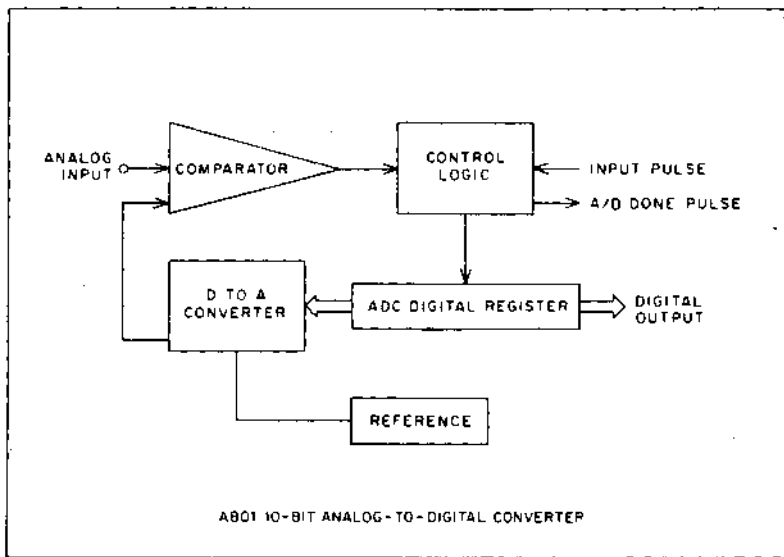 ANALOG
INPUT
COMPARATOR
CONTROL
LOGIC
INPUT PULSE
A/D DONE PULSE
D TO A
CONVERTER
ADC DIGITAL REGISTER
DIGITAL
OUTPUT
REFERENCE
A801 10-BIT ANALOG-TO-DIGITAL CONVERTER